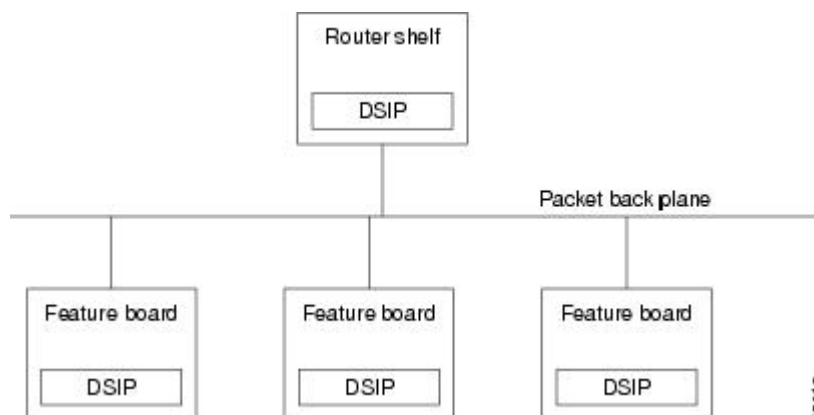 Router shelf
DSIP
Packet back plane
Feature board
Feature board
Feature board
DSIP
DSIP
DSIP